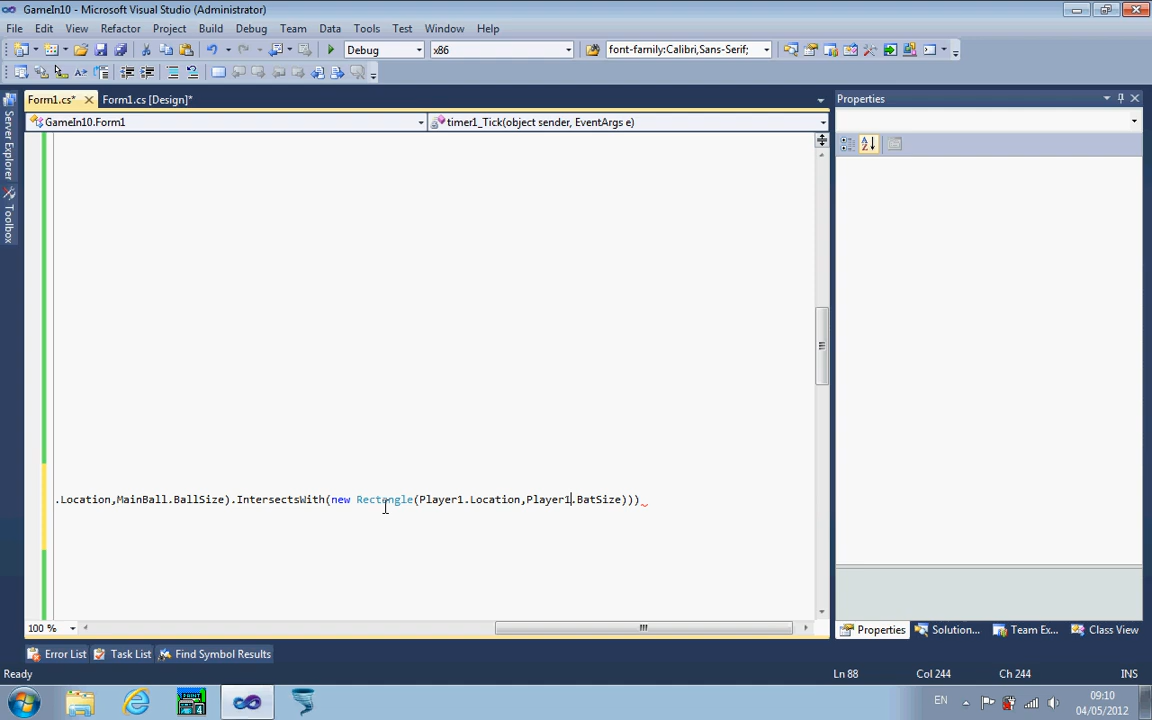 GameIn10 - Microsoft Visual Studio (Administrator)
File Edit View Refactor Project Build Debug Team Data Tools Test Window Help
Debug x86 font-family:Calibri,Sans-Serif;
Form1.cs* Form1.cs [Design]* Properties
GameIn10.Form1 timer1_Tick(object sender, EventArgs e)
Server Explorer
Toolbox
.Location,MainBall.BallSize).IntersectsWith(new Rectangle(Player1.Location,Player1.BatSize)))
100 %
Properties Solution... Team Ex... Class View
Error List Task List Find Symbol Results
Ready Ln 88 Col 244 Ch 244 INS
EN 09:10
04/05/2012